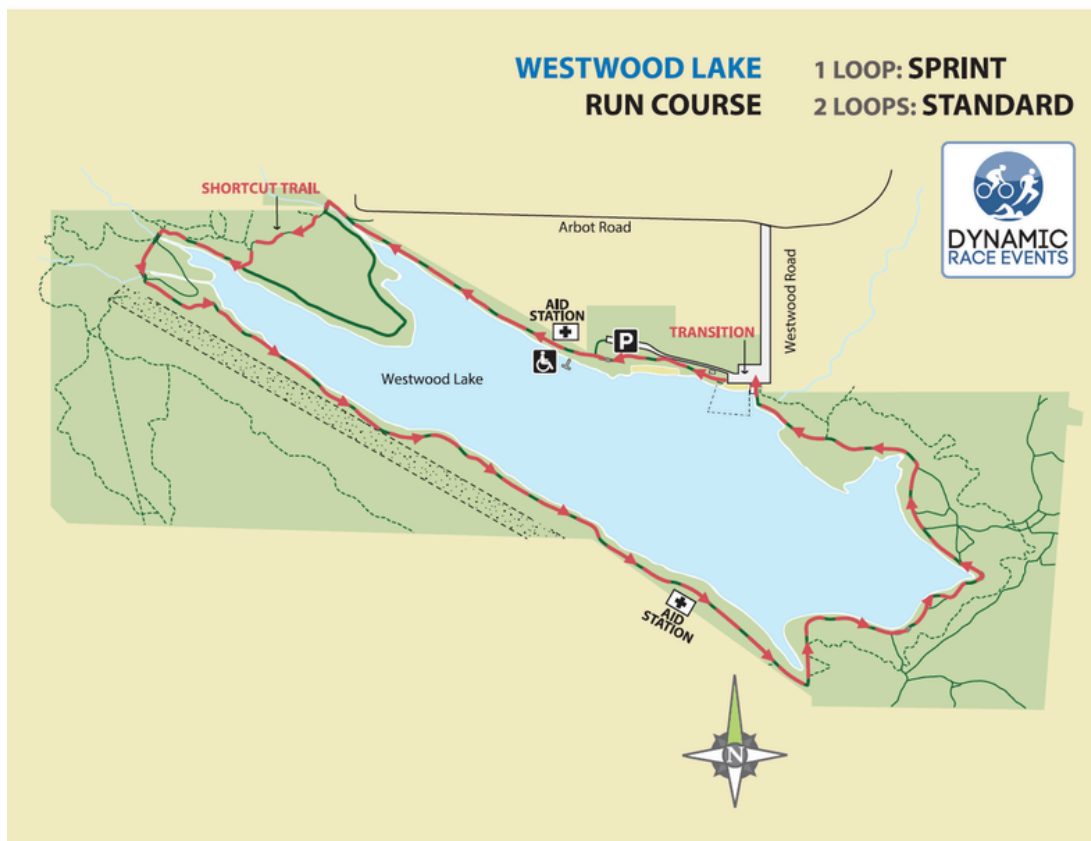 WESTWOOD LAKE
RUN COURSE
1 LOOP: SPRINT
2 LOOPS: STANDARD
DYNAMIC
RACE EVENTS
SHORTCUT TRAIL
Arbot Road
Westwood Road
AID
STATION
P
TRANSITION
Westwood Lake
AID
STATION
N